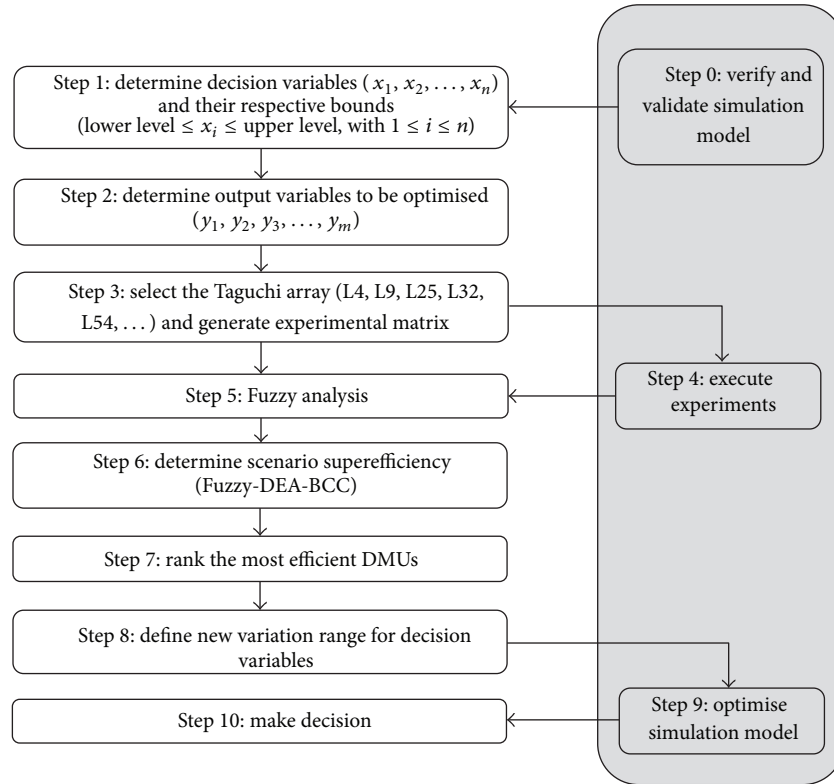 Step 0: verify and
validate simulation
model
Step 1: determine decision variables (x₁, x₂, . . . , xₙ)
and their respective bounds
(lower level ≤ xᵢ ≤ upper level, with 1 ≤ i ≤ n)
Step 2: determine output variables to be optimised
(y₁, y₂, y₃, . . . , yₘ)
Step 3: select the Taguchi array (L4, L9, L25, L32,
L54, . . . ) and generate experimental matrix
Step 4: execute
experiments
Step 5: Fuzzy analysis
Step 6: determine scenario superefficiency
(Fuzzy-DEA-BCC)
Step 7: rank the most efficient DMUs
Step 8: define new variation range for decision
variables
Step 9: optimise
simulation model
Step 10: make decision